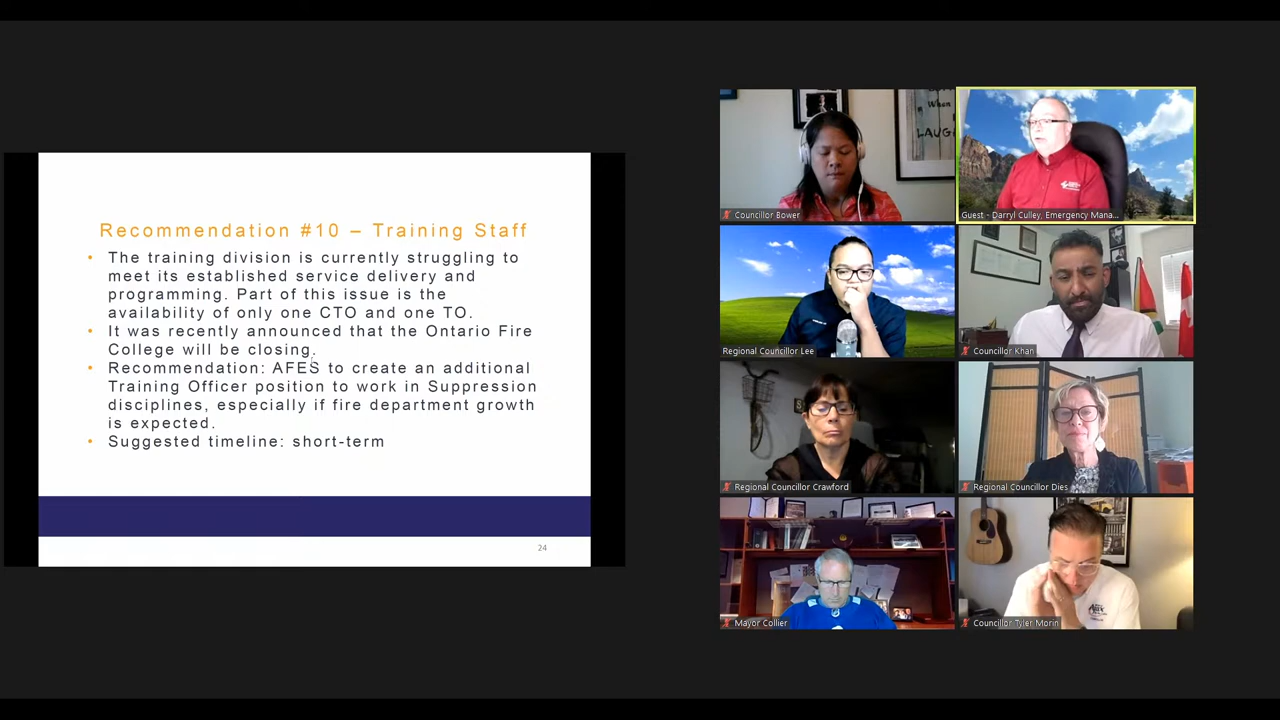 Recommendation #10 – Training Staff
• The training division is currently struggling to
meet its established service delivery and
programming. Part of this issue is the
availability of only one CTO and one TO.
• It was recently announced that the Ontario Fire
College will be closing.
• Recommendation: AFES to create an additional
Training Officer position to work in Suppression
disciplines, especially if fire department growth
is expected.
• Suggested timeline: short-term
24
When
LAUG
Councillor Bower
Guest - Darryl Culley, Emergency Mana...
Regional Councillor Lee
Councillor Khan
Regional Councillor Crawford
Regional Councillor Dies
Mayor Collier
Councillor Tyler Morin